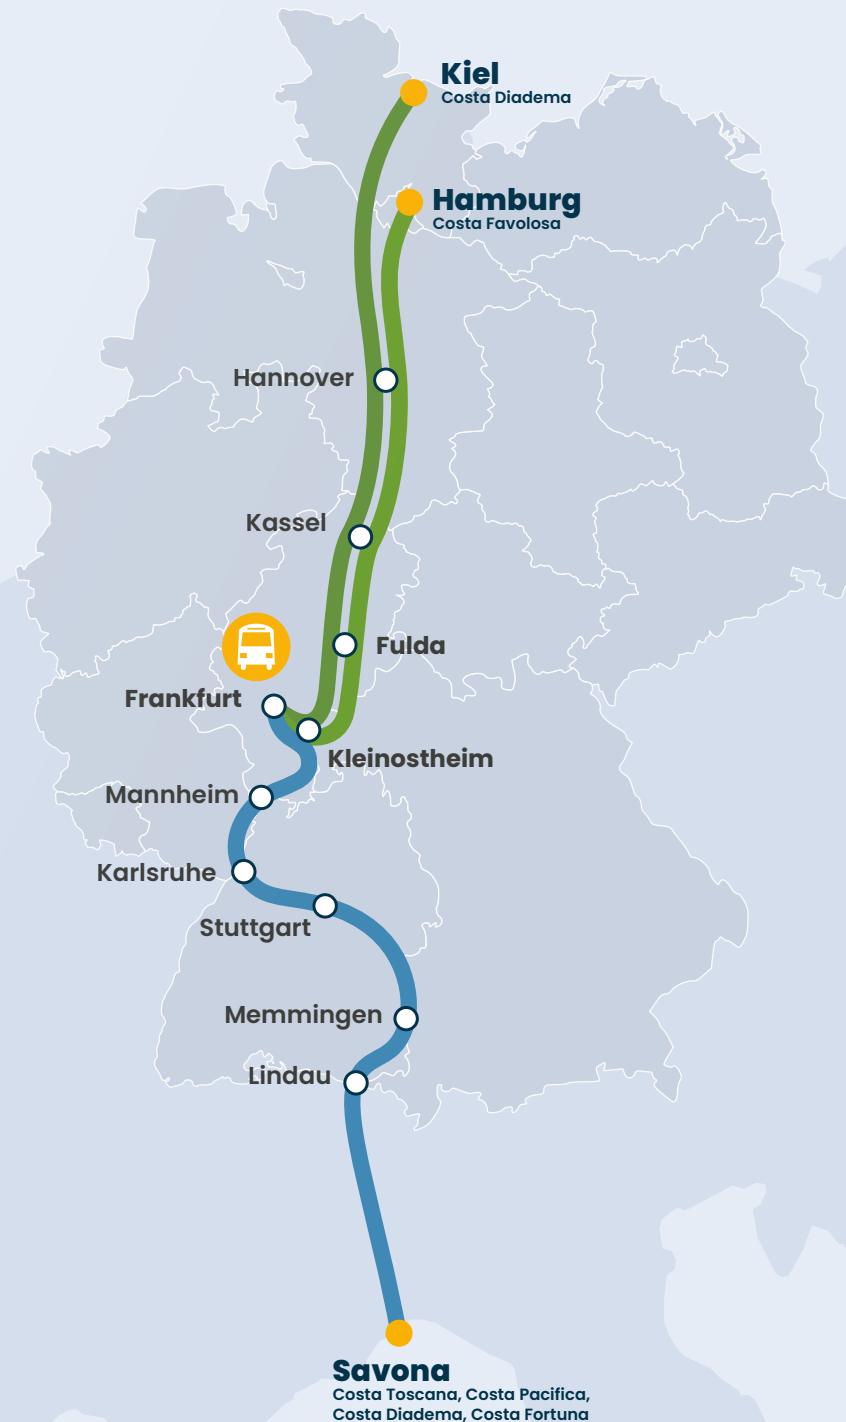 Kiel
Costa Diadema
Hamburg
Costa Favolosa
Hannover
Kassel
Fulda
Frankfurt
Kleinostheim
Mannheim
Karlsruhe
Stuttgart
Memmingen
Lindau
Savona
Costa Toscana, Costa Pacifica,
Costa Diadema, Costa Fortuna